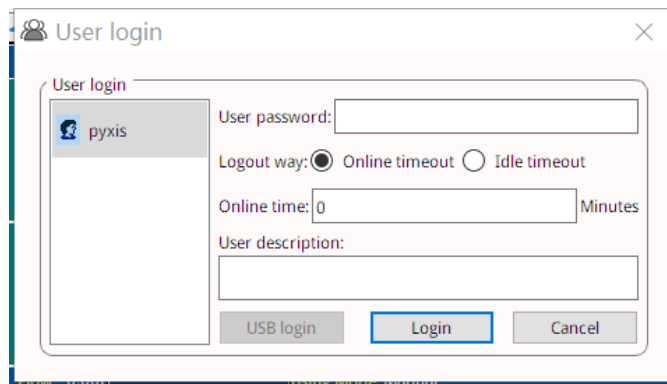 User login
User login
pyxis
User password:
Logout way: Online timeout Idle timeout
Online time: 0 Minutes
User description:
USB login Login Cancel